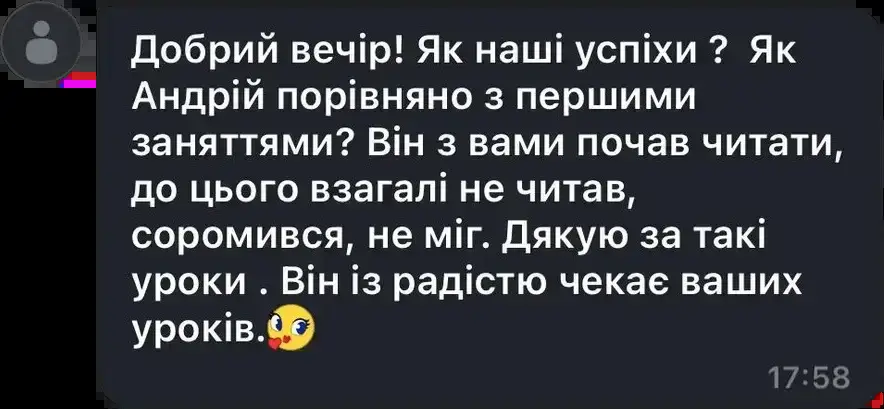 Добрий вечір! Як наші успіхи ? Як
Андрій порівняно з першими
заняттями? Він з вами почав читати,
до цього взагалі не читав,
соромився, не міг. Дякую за такі
уроки . Він із радістю чекає ваших
уроків.
17:58